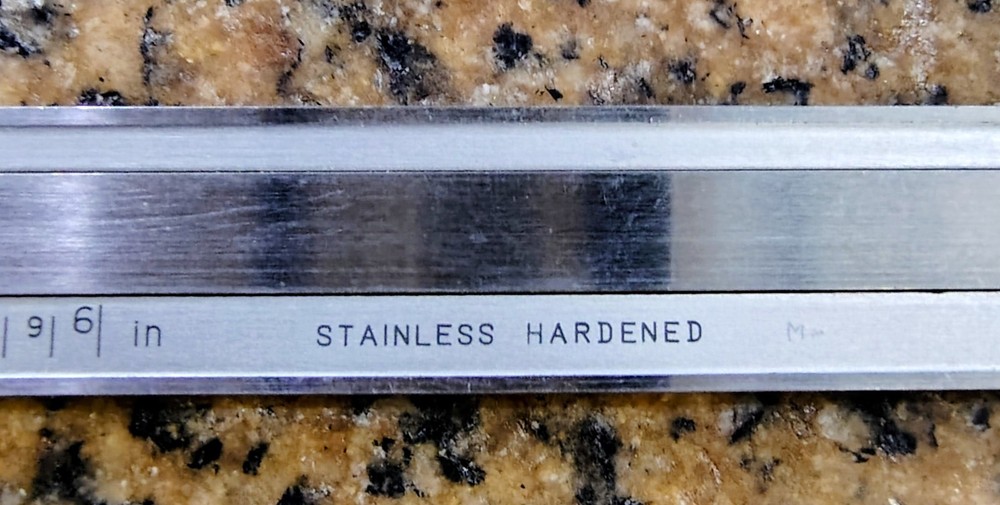 |9|6| in STAINLESS HARDENED